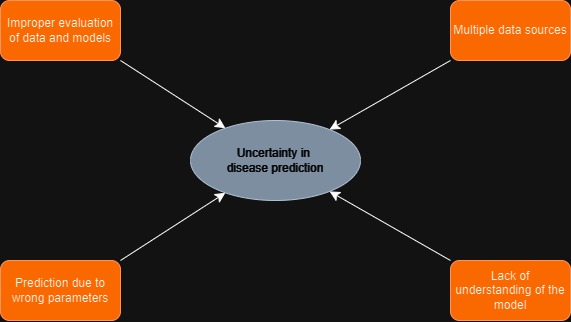 Improper evaluation
of data and models
Multiple data sources
Uncertainty in
disease prediction
Prediction due to
wrong parameters
Lack of
understanding of the
model